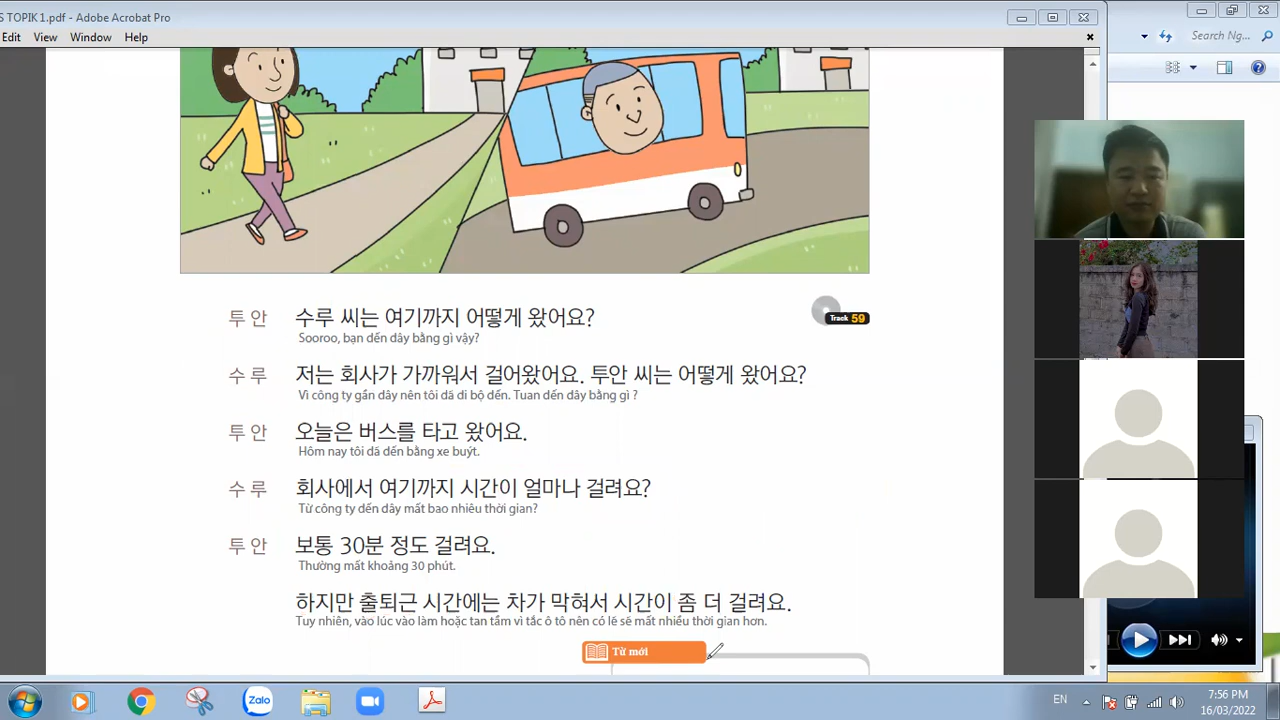 S TOPIK 1.pdf - Adobe Acrobat Pro
Edit View Window Help
Search Ng...
투 안 수루 씨는 여기까지 어떻게 왔어요?
Sooroo, bạn đến đây bằng gì vậy?
Track 59
수 루 저는 회사가 가까워서 걸어왔어요. 투안 씨는 어떻게 왔어요?
Vì công ty gần đây nên tôi đã đi bộ đến. Tuan đến đây bằng gì ?
투 안 오늘은 버스를 타고 왔어요.
Hôm nay tôi đã đến bằng xe buýt.
수 루 회사에서 여기까지 시간이 얼마나 걸려요?
Từ công ty đến đây mất bao nhiêu thời gian?
투 안 보통 30분 정도 걸려요.
Thường mất khoảng 30 phút.
하지만 출퇴근 시간에는 차가 막혀서 시간이 좀 더 걸려요.
Tuy nhiên, vào lúc vào làm hoặc tan tầm vì tắc ô tô nên có lẽ sẽ mất nhiều thời gian hơn.
Từ mới
Zalo
EN
7:56 PM
16/03/2022